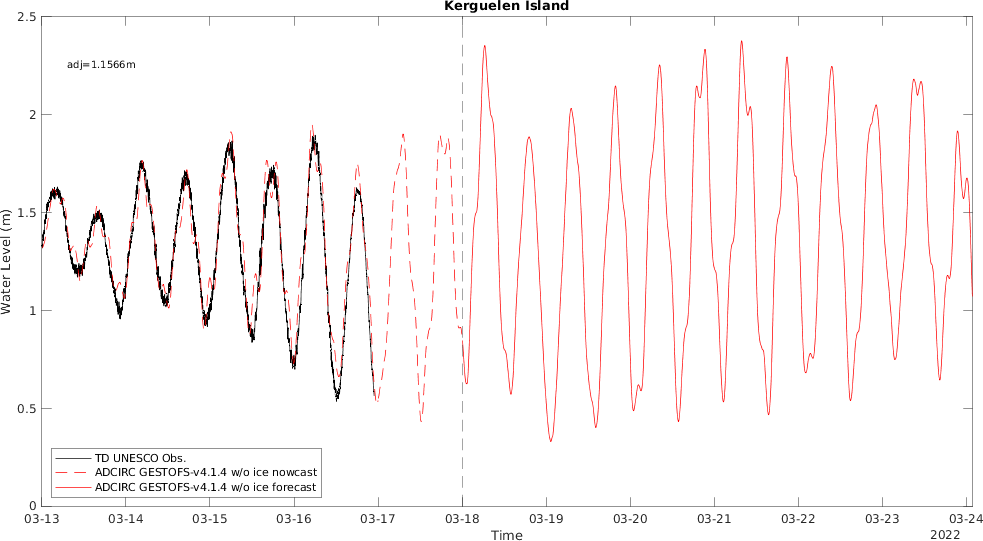 Kerguelen Island
adj=1.1566m
Water Level (m)
2.5
2
1.5
1
0.5
0
TD UNESCO Obs.
ADCIRC GESTOFS-v4.1.4 w/o ice nowcast
ADCIRC GESTOFS-v4.1.4 w/o ice forecast
03-13 03-14 03-15 03-16 03-17 03-18 03-19 03-20 03-21 03-22 03-23 03-24
Time
2022